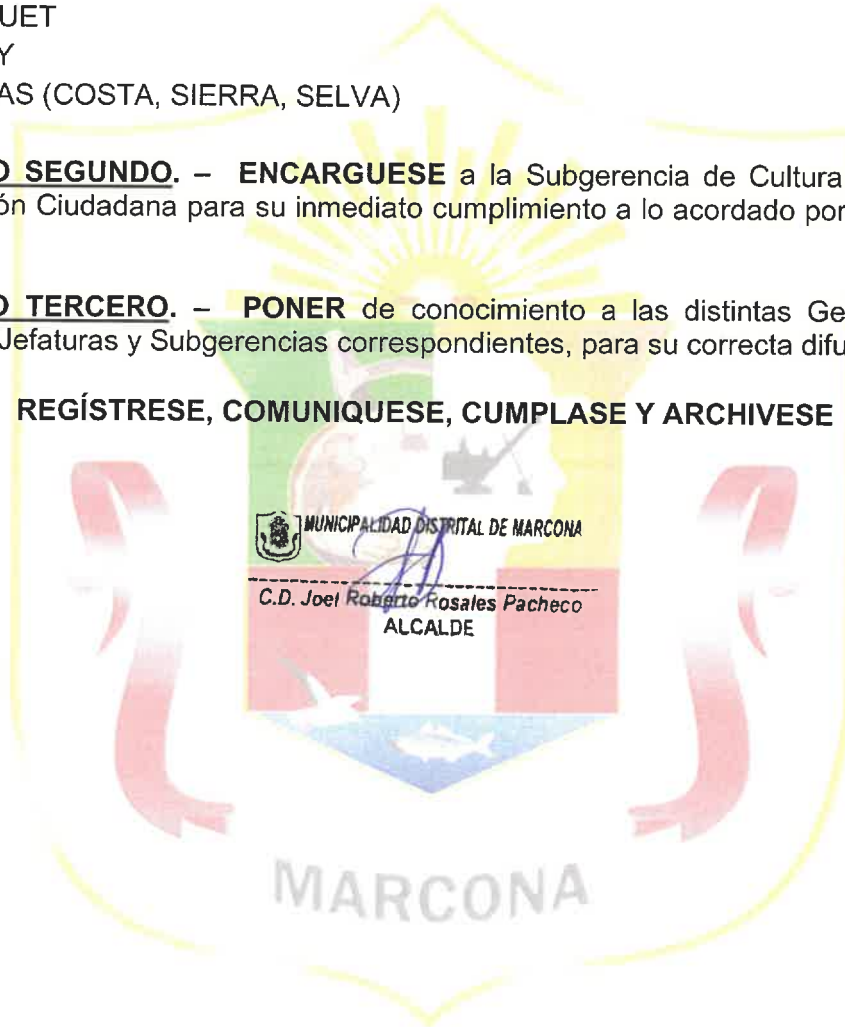 UET
Y
AS (COSTA, SIERRA, SELVA)
O SEGUNDO. – ENCARGUESE a la Subgerencia de Cultura
ón Ciudadana para su inmediato cumplimiento a lo acordado por
O TERCERO. – PONER de conocimiento a las distintas Ge
Jefaturas y Subgerencias correspondientes, para su correcta difu
REGÍSTRESE, COMUNIQUESE, CUMPLASE Y ARCHIVESE
MUNICIPALIDAD DISTRITAL DE MARCONA
C.D. Joel Roberto Rosales Pacheco
ALCALDE
MARCONA